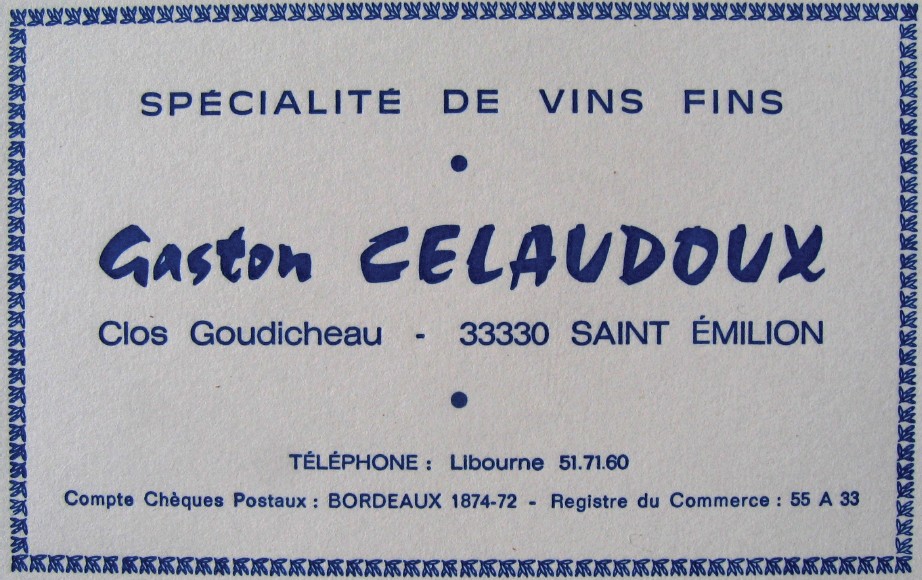 SPÉCIALITÉ DE VINS FINS
Gaston CELAUDOUX
Clos Goudicheau - 33330 SAINT ÉMILION
TÉLÉPHONE : Libourne 51.71.60
Compte Chèques Postaux : BORDEAUX 1874-72 - Registre du Commerce : 55 A 33